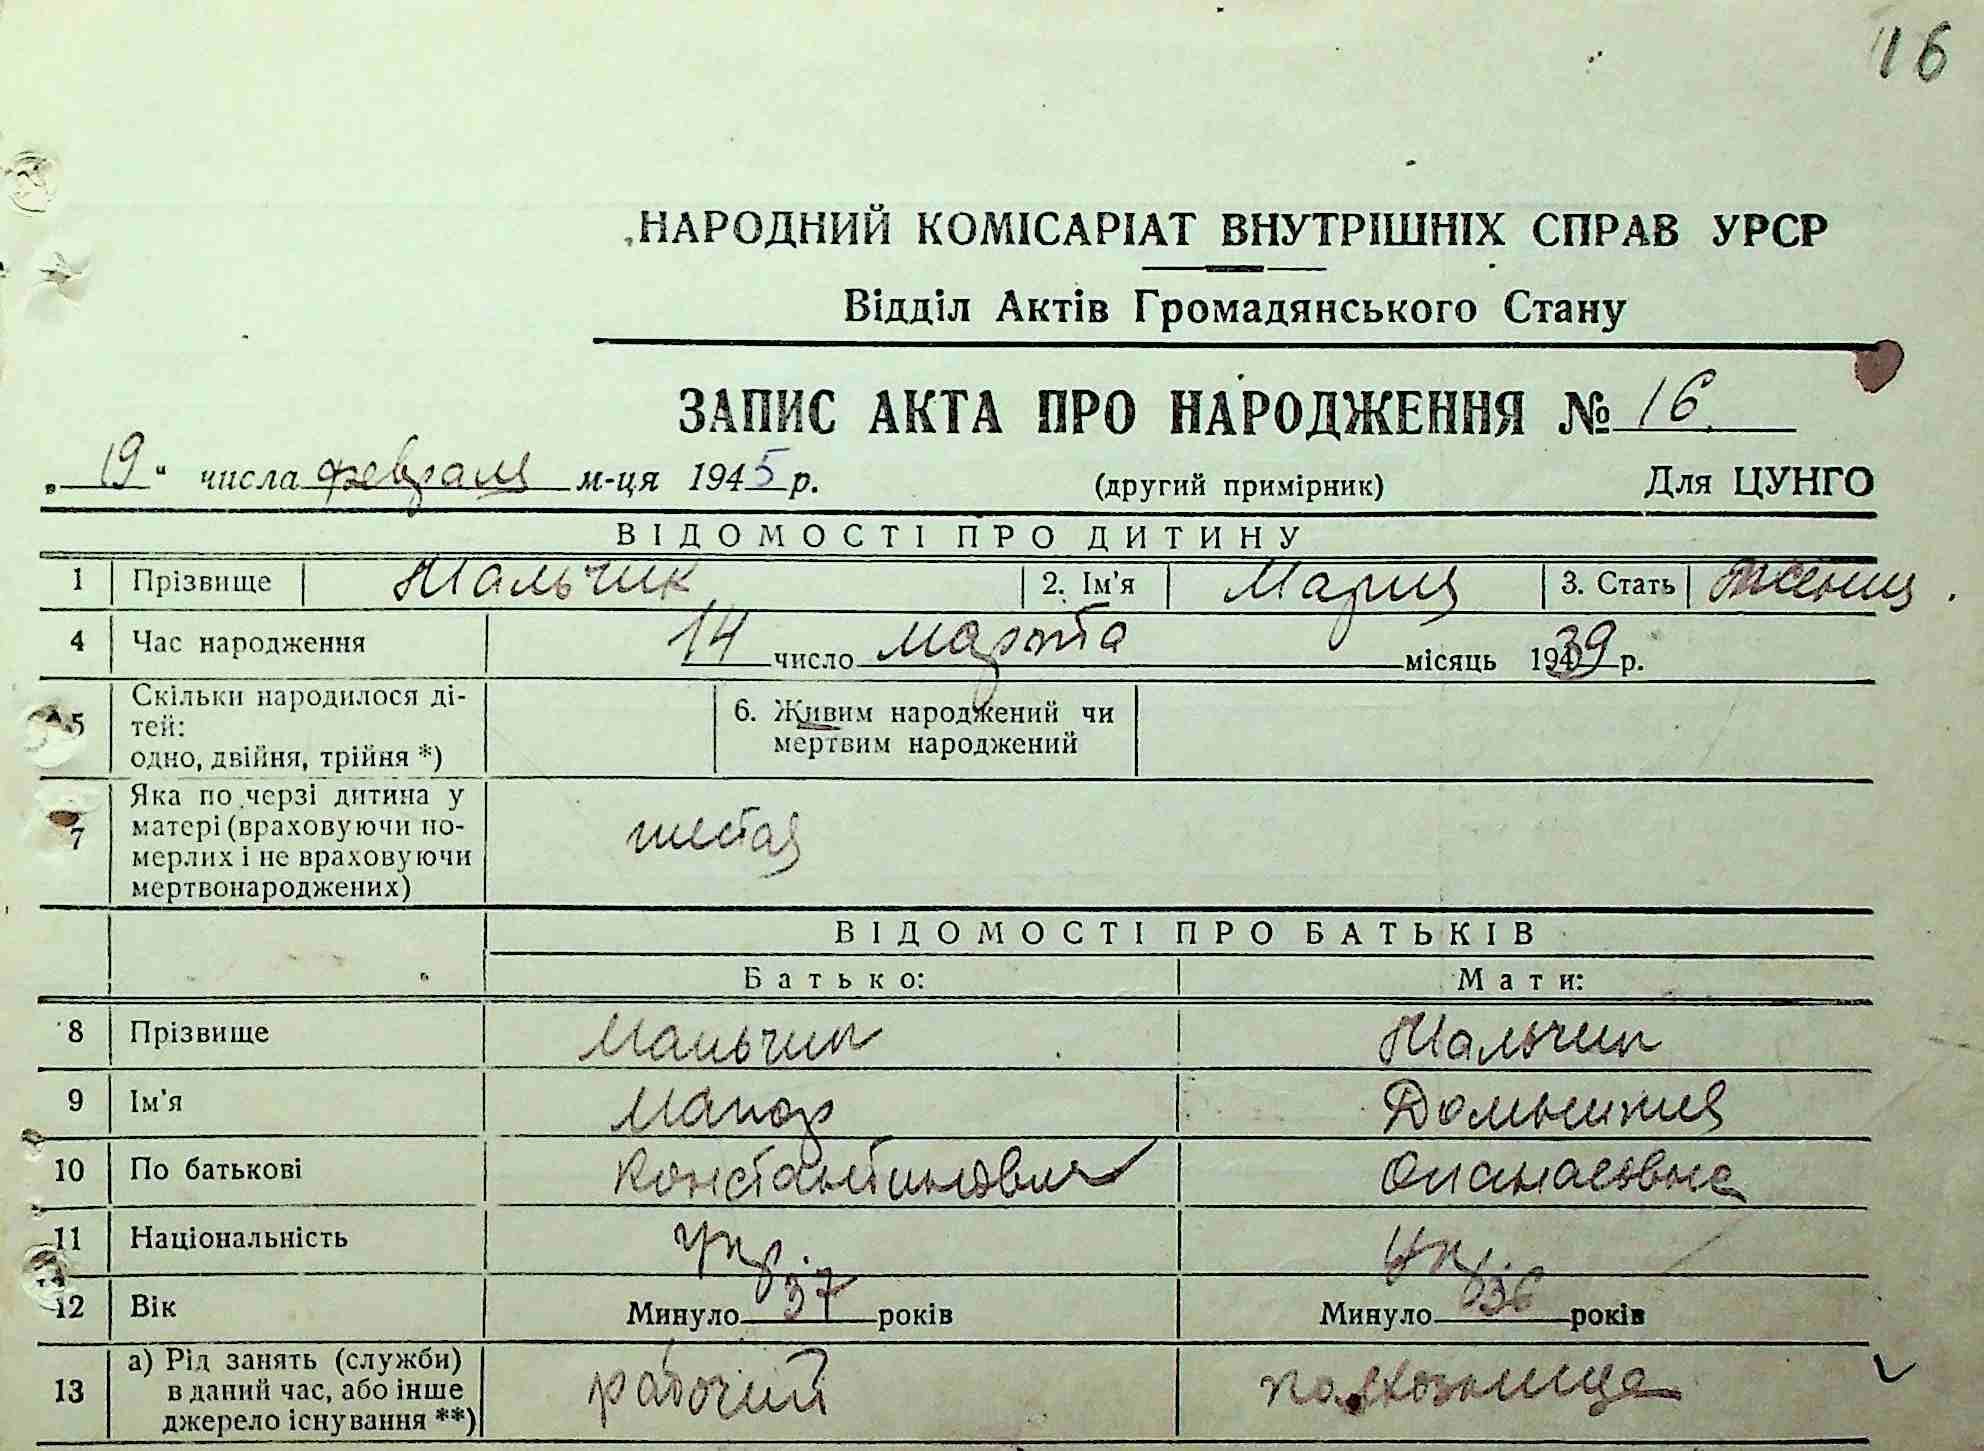 16
НАРОДНИЙ КОМІСАРІАТ ВНУТРІШНІХ СПРАВ УРСР
Відділ Актів Громадянського Стану
ЗАПИС АКТА ПРО НАРОДЖЕННЯ № 16.
„19" числа февраля м-ця 1945 р. (другий примірник) Для ЦУНГО
ВІДОМОСТІ ПРО ДИТИНУ
1 Прізвище Мальчик 2. Ім'я Мария 3. Стать женщ.
4 Час народження 14 число марта місяць 1939 р.
5 Скільки народилося ді-
тей:
одно, двійня, трійня *)
6. Живим народжений чи
мертвим народжений
7 Яка по черзі дитина у
матері (враховуючи по-
мерлих і не враховуючи
мертвонароджених)
шестая
ВІДОМОСТІ ПРО БАТЬКІВ
Батько: Мати:
8 Прізвище Мальчик Мальчик
9 Ім'я
10 По батькові Константинович Опанасовна
11 Національність укр. укр.
12 Вік Минуло 37 років Минуло 36 років
13 а) Рід занять (служби)
в даний час, або інше
джерело існування **)
рабочий колхозница